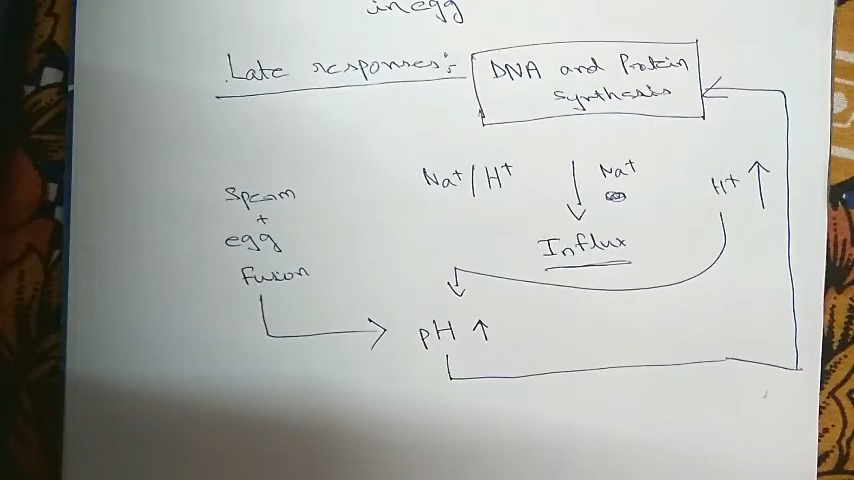 in egg
Late responses:
DNA and Protein
synthesis
Na+/H+
Na+
H+ ↑
Sperm
+
egg
Fusion
Influx
pH ↑